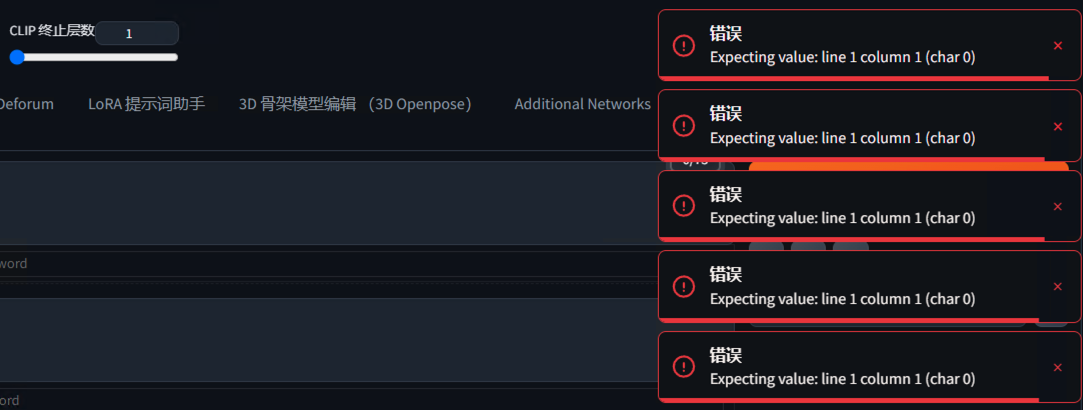 CLIP 终止层数
1
Deforum
LoRA 提示词助手
3D 骨架模型编辑 （3D Openpose）
Additional Networks
错误
Expecting value: line 1 column 1 (char 0)
错误
Expecting value: line 1 column 1 (char 0)
错误
Expecting value: line 1 column 1 (char 0)
错误
Expecting value: line 1 column 1 (char 0)
错误
Expecting value: line 1 column 1 (char 0)
word
ord